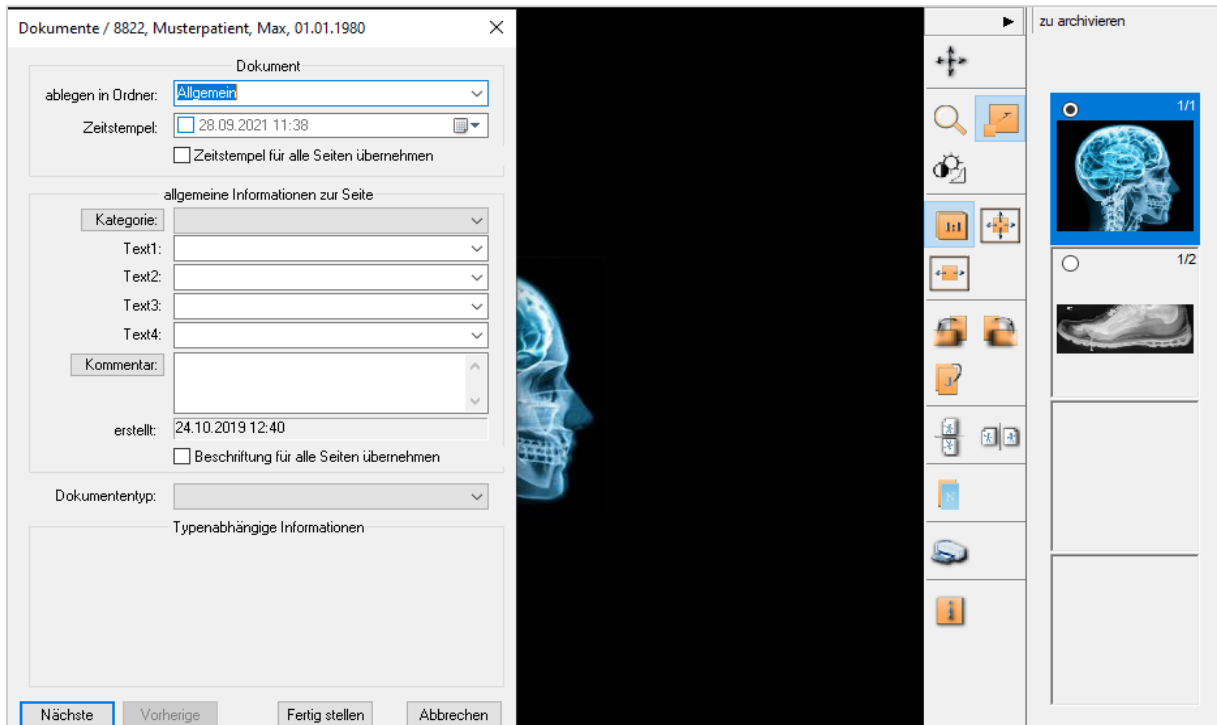 Dokumente / 8822, Musterpatient, Max, 01.01.1980
Dokument
ablegen in Ordner: Allgemein
Zeitstempel: 28.09.2021 11:38
Zeitstempel für alle Seiten übernehmen
allgemeine Informationen zur Seite
Kategorie:
Text1:
Text2:
Text3:
Text4:
Kommentar:
erstellt: 24.10.2019 12:40
Beschriftung für alle Seiten übernehmen
Dokumententyp:
Typenabhängige Informationen
Nächste Vorherige Fertig stellen Abbrechen
1:1
zu archivieren
1/1
1/2